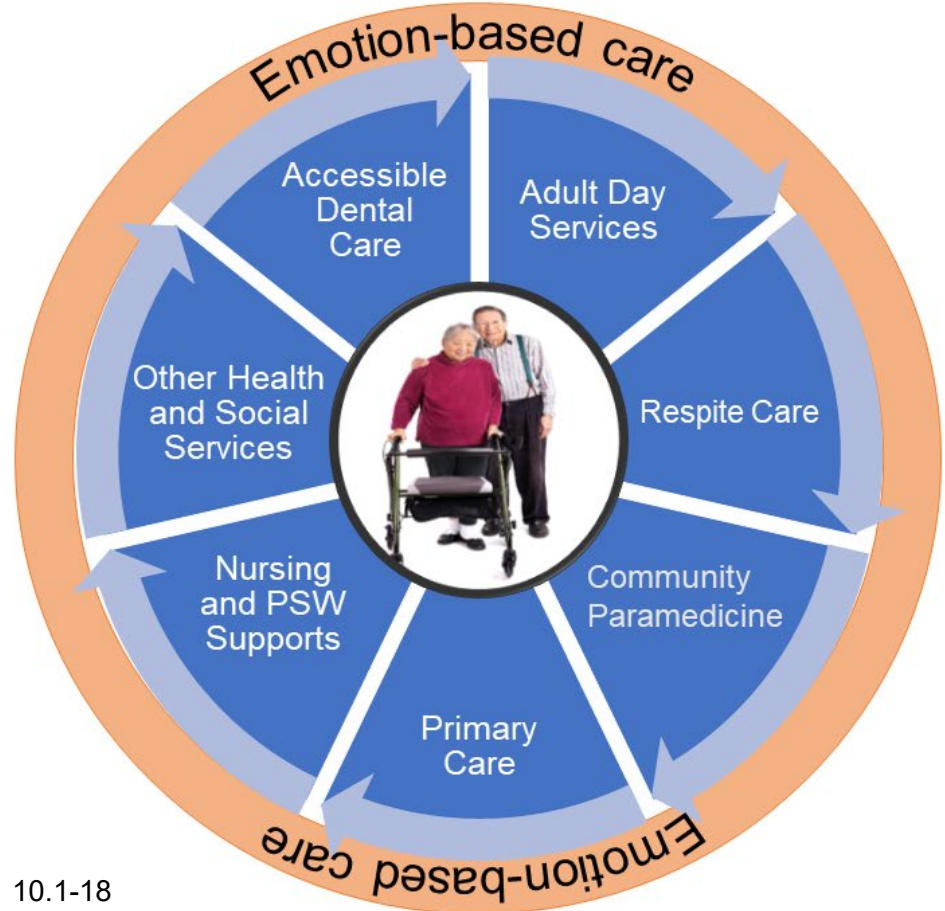 Emotion-based care
Accessible
Dental
Care
Adult Day
Services
Other Health
and Social
Services
Respite Care
Nursing
and PSW
Supports
Community
Paramedicine
Primary
Care
Emotion-based care
10.1-18